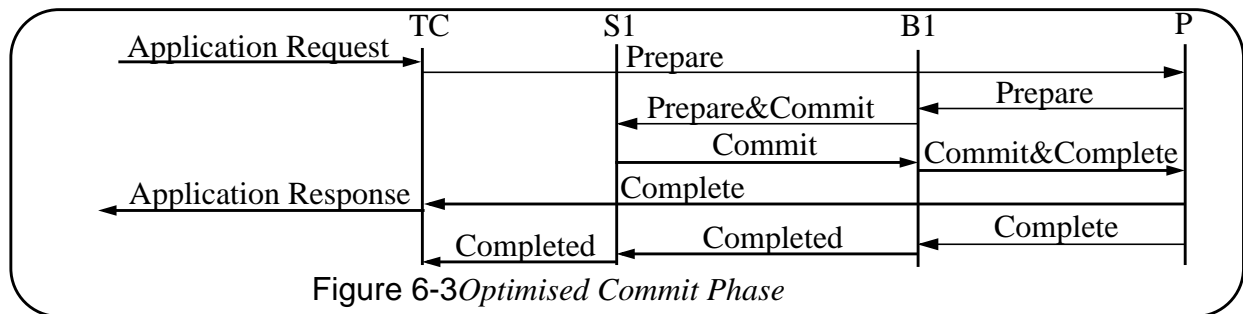 TC S1 B1 P
Application Request
Prepare
Prepare
Prepare&Commit
Commit
Commit&Complete
Application Response
Complete
Complete
Completed
Completed
Figure 6-3Optimised Commit Phase